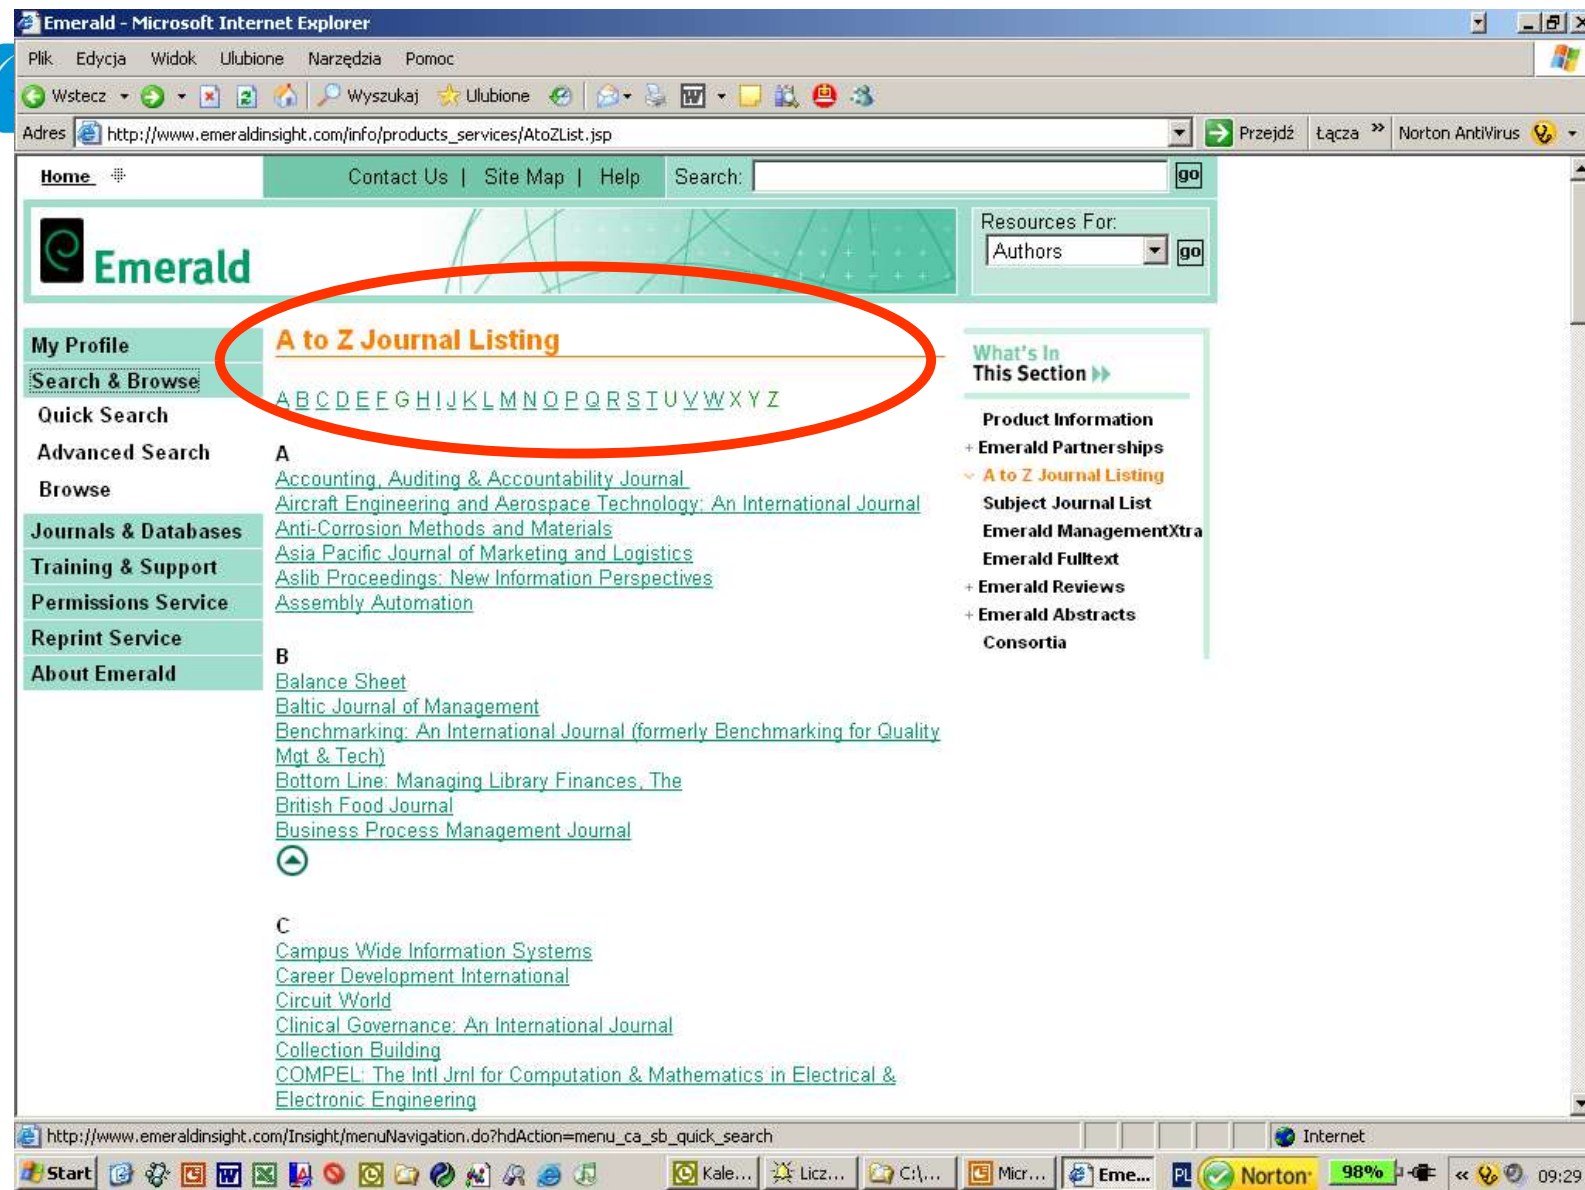 Emerald - Microsoft Internet Explorer
Plik Edycja Widok Ulubione Narzędzia Pomoc
Wstecz Wyszukaj Ulubione
Adres http://www.emeraldinsight.com/info/products_services/AtoZList.jsp Przejdź Łącza Norton AntiVirus
Home Contact Us | Site Map | Help Search: go
Emerald
Resources For:
Authors go
My Profile
Search & Browse
Quick Search
Advanced Search
Browse
Journals & Databases
Training & Support
Permissions Service
Reprint Service
About Emerald
A to Z Journal Listing
A B C D E F G H I J K L M N O P Q R S T U V W X Y Z
A
Accounting, Auditing & Accountability Journal
Aircraft Engineering and Aerospace Technology: An International Journal
Anti-Corrosion Methods and Materials
Asia Pacific Journal of Marketing and Logistics
Aslib Proceedings: New Information Perspectives
Assembly Automation
B
Balance Sheet
Baltic Journal of Management
Benchmarking: An International Journal (formerly Benchmarking for Quality
Mgt & Tech)
Bottom Line: Managing Library Finances, The
British Food Journal
Business Process Management Journal
C
Campus Wide Information Systems
Career Development International
Circuit World
Clinical Governance: An International Journal
Collection Building
COMPEL: The Intl Jrnl for Computation & Mathematics in Electrical &
Electronic Engineering
What's In
This Section
Product Information
+ Emerald Partnerships
A to Z Journal Listing
Subject Journal List
Emerald ManagementXtra
Emerald Fulltext
+ Emerald Reviews
+ Emerald Abstracts
Consortia
http://www.emeraldinsight.com/Insight/menuNavigation.do?hdAction=menu_ca_sb_quick_search Internet
Start Kale... Licz... C:\... Micr... Eme... PL Norton 98% 09:29